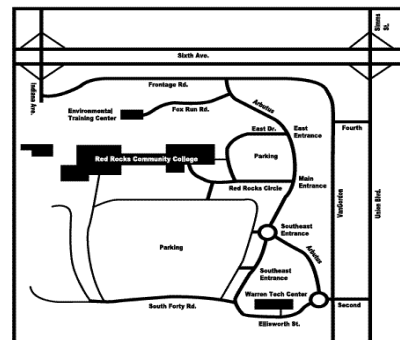 Simms
St.
Sixth Ave.
Indiana Ave.
Frontage Rd.
Arbutus
Environmental
Training Center
Fox Run Rd.
East Dr.
East
Entrance
Fourth
Parking
Red Rocks Community College
Main
Entrance
Red Rocks Circle
VanGordon
Union Blvd.
Southeast
Entrance
Parking
Arbutus
Southeast
Entrance
Warren Tech Center
South Forty Rd.
Second
Ellsworth St.